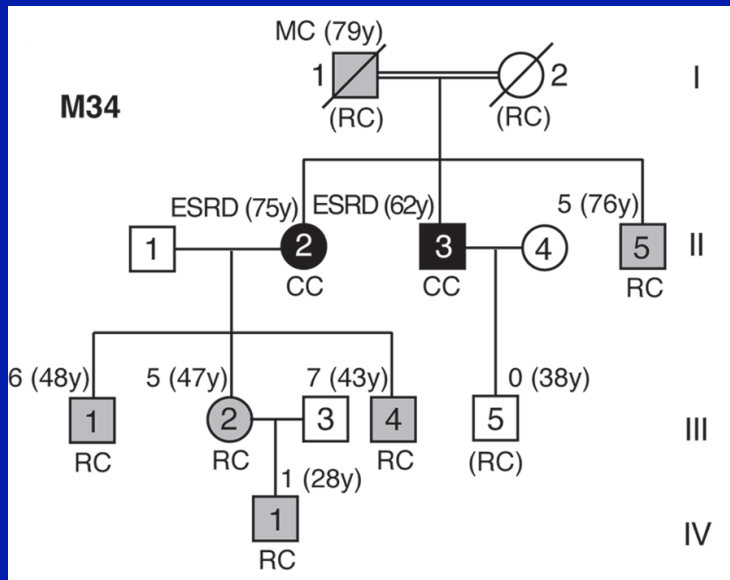 MC (79y)
1 2 I
(RC) (RC)
M34
ESRD (75y) ESRD (62y) 5 (76y)
1 2 3 4 5 II
CC CC RC
6 (48y) 5 (47y) 7 (43y) 0 (38y)
1 2 3 4 5 III
RC RC RC (RC)
1 (28y)
1 IV
RC